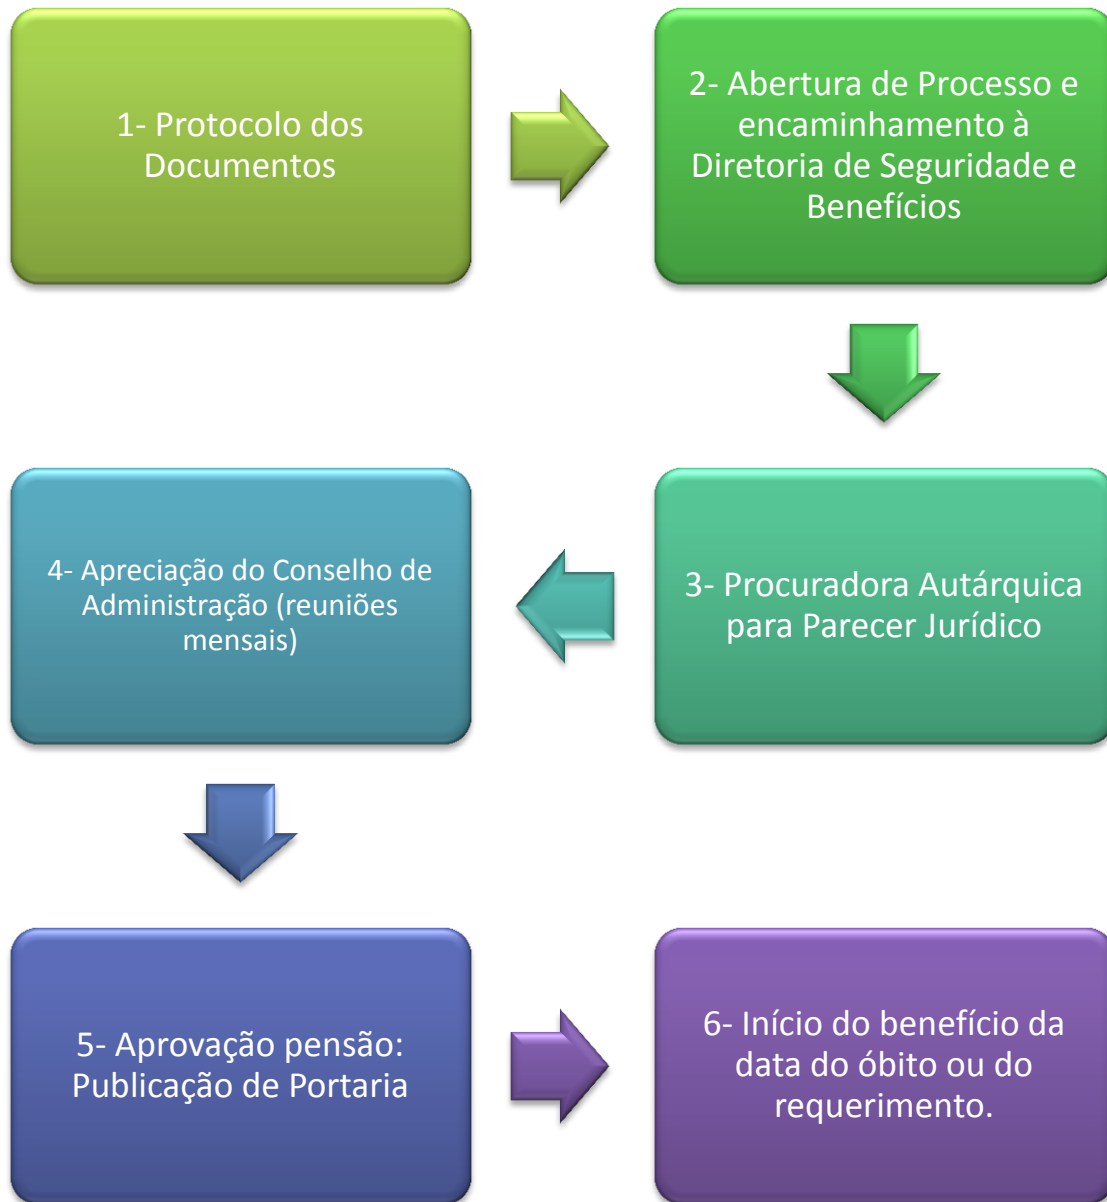 1- Protocolo dos
Documentos
2- Abertura de Processo e
encaminhamento à
Diretoria de Seguridade e
Benefícios
3- Procuradora Autárquica
para Parecer Jurídico
4- Apreciação do Conselho de
Administração (reuniões
mensais)
5- Aprovação pensão:
Publicação de Portaria
6- Início do benefício da
data do óbito ou do
requerimento.